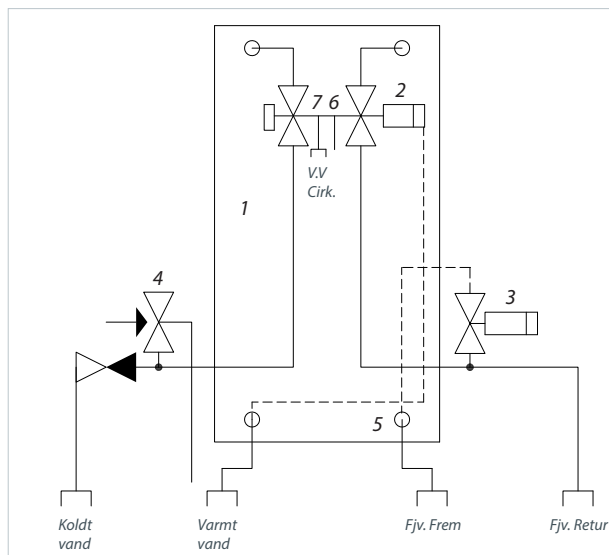 7 6 2
V.V
Cirk.
1
4
3
5
Koldt
vand
Varmt
vand
Fjv. Frem
Fjv. Retur